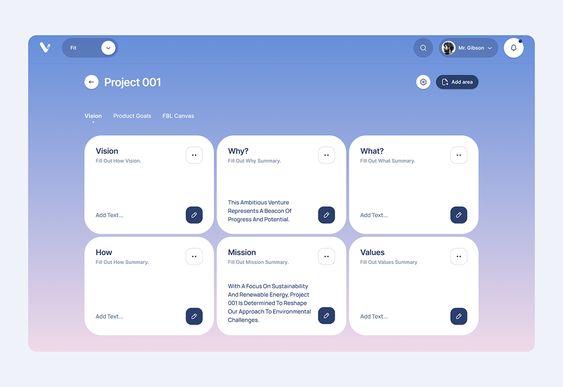 Fit
Mr. Gibson
Project 001
Add area
Vision
Product Goals
FBL Canvas
Vision
Fill Out How Vision.
Add Text...
Why?
Fill Out Why Summary.
This Ambitious Venture
Represents A Beacon Of
Progress And Potential.
What?
Fill Out What Summary.
Add Text...
How
Fill Out How Summary.
Add Text...
Mission
Fill Out Mission Summary.
With A Focus On Sustainability
And Renewable Energy, Project
001 Is Determined To Reshape
Our Approach To Environmental
Challenges.
Values
Fill Out Values Summary
Add Text...